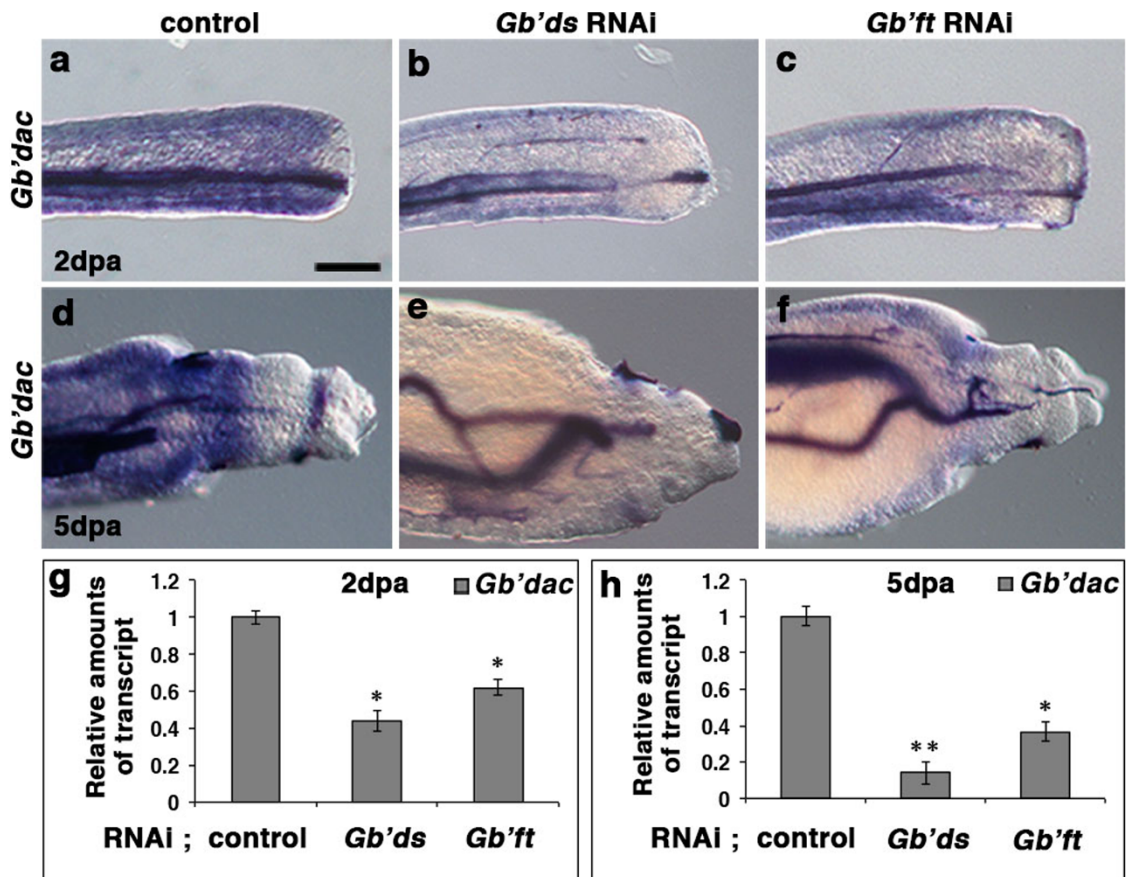 control Gb'ds RNAi Gb'ft RNAi
Gb'dac
a b c
2dpa
Gb'dac
d e f
5dpa
g 2dpa Gb'dac
Relative amounts
of transcript
1.2
1
0.8
0.6
0.4
0.2
0
*
*
RNAi ; control Gb'ds Gb'ft
h 5dpa Gb'dac
Relative amounts
of transcript
1.2
1
0.8
0.6
0.4
0.2
0
**
*
RNAi ; control Gb'ds Gb'ft